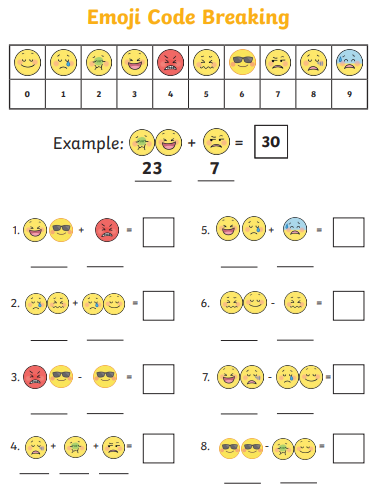 Emoji Code Breaking
0 1 2 3 4 5 6 7 8 9
Example: + = 30
23 7
1. + =
5. + =
2. + =
6. - =
3. - =
7. - =
4. + + =
8. - =